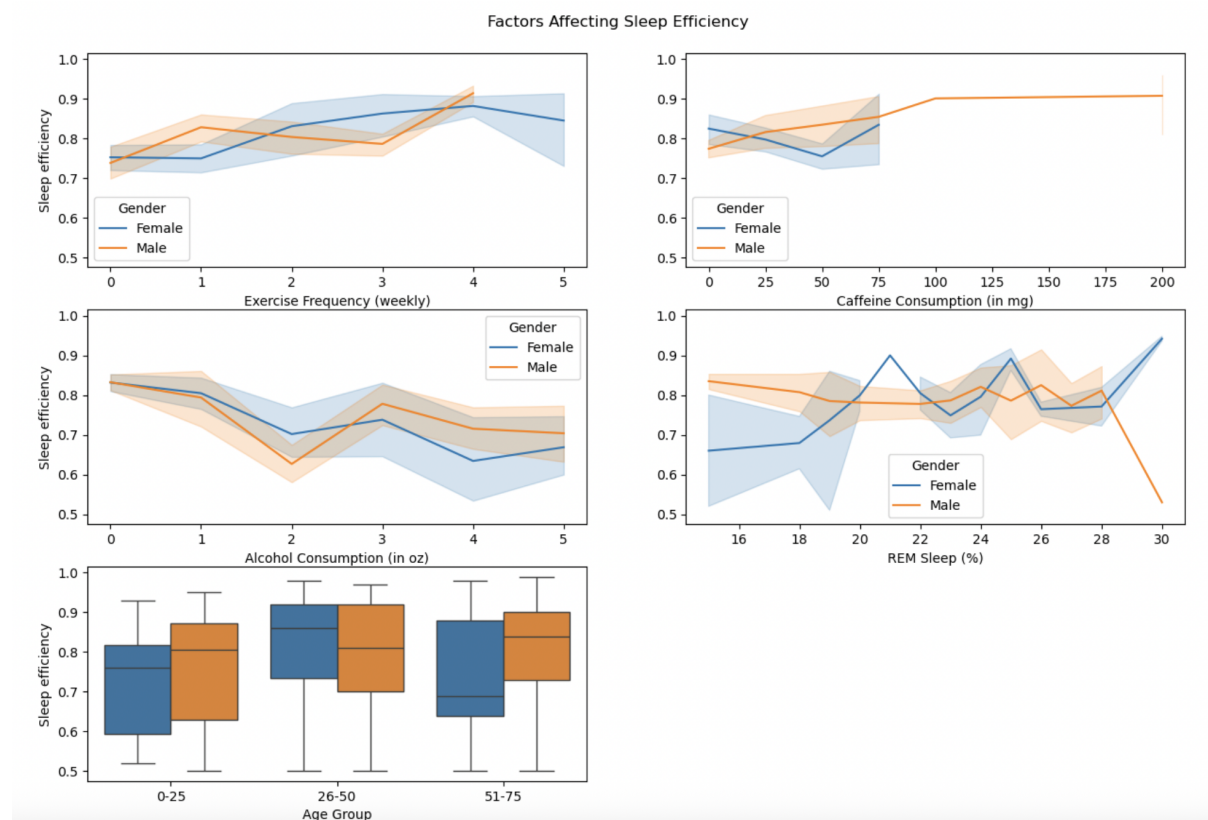 Factors Affecting Sleep Efficiency
1.0
0.9
0.8
0.7
0.6
0.5
Sleep efficiency
Gender
Female
Male
0 1 2 3 4 5
Exercise Frequency (weekly)
1.0
0.9
0.8
0.7
0.6
0.5
Gender
Female
Male
0 25 50 75 100 125 150 175 200
Caffeine Consumption (in mg)
1.0
0.9
0.8
0.7
0.6
0.5
Sleep efficiency
Gender
Female
Male
0 1 2 3 4 5
Alcohol Consumption (in oz)
1.0
0.9
0.8
0.7
0.6
0.5
Gender
Female
Male
16 18 20 22 24 26 28 30
REM Sleep (%)
1.0
0.9
0.8
0.7
0.6
0.5
Sleep efficiency
0-25 26-50 51-75
Age Group